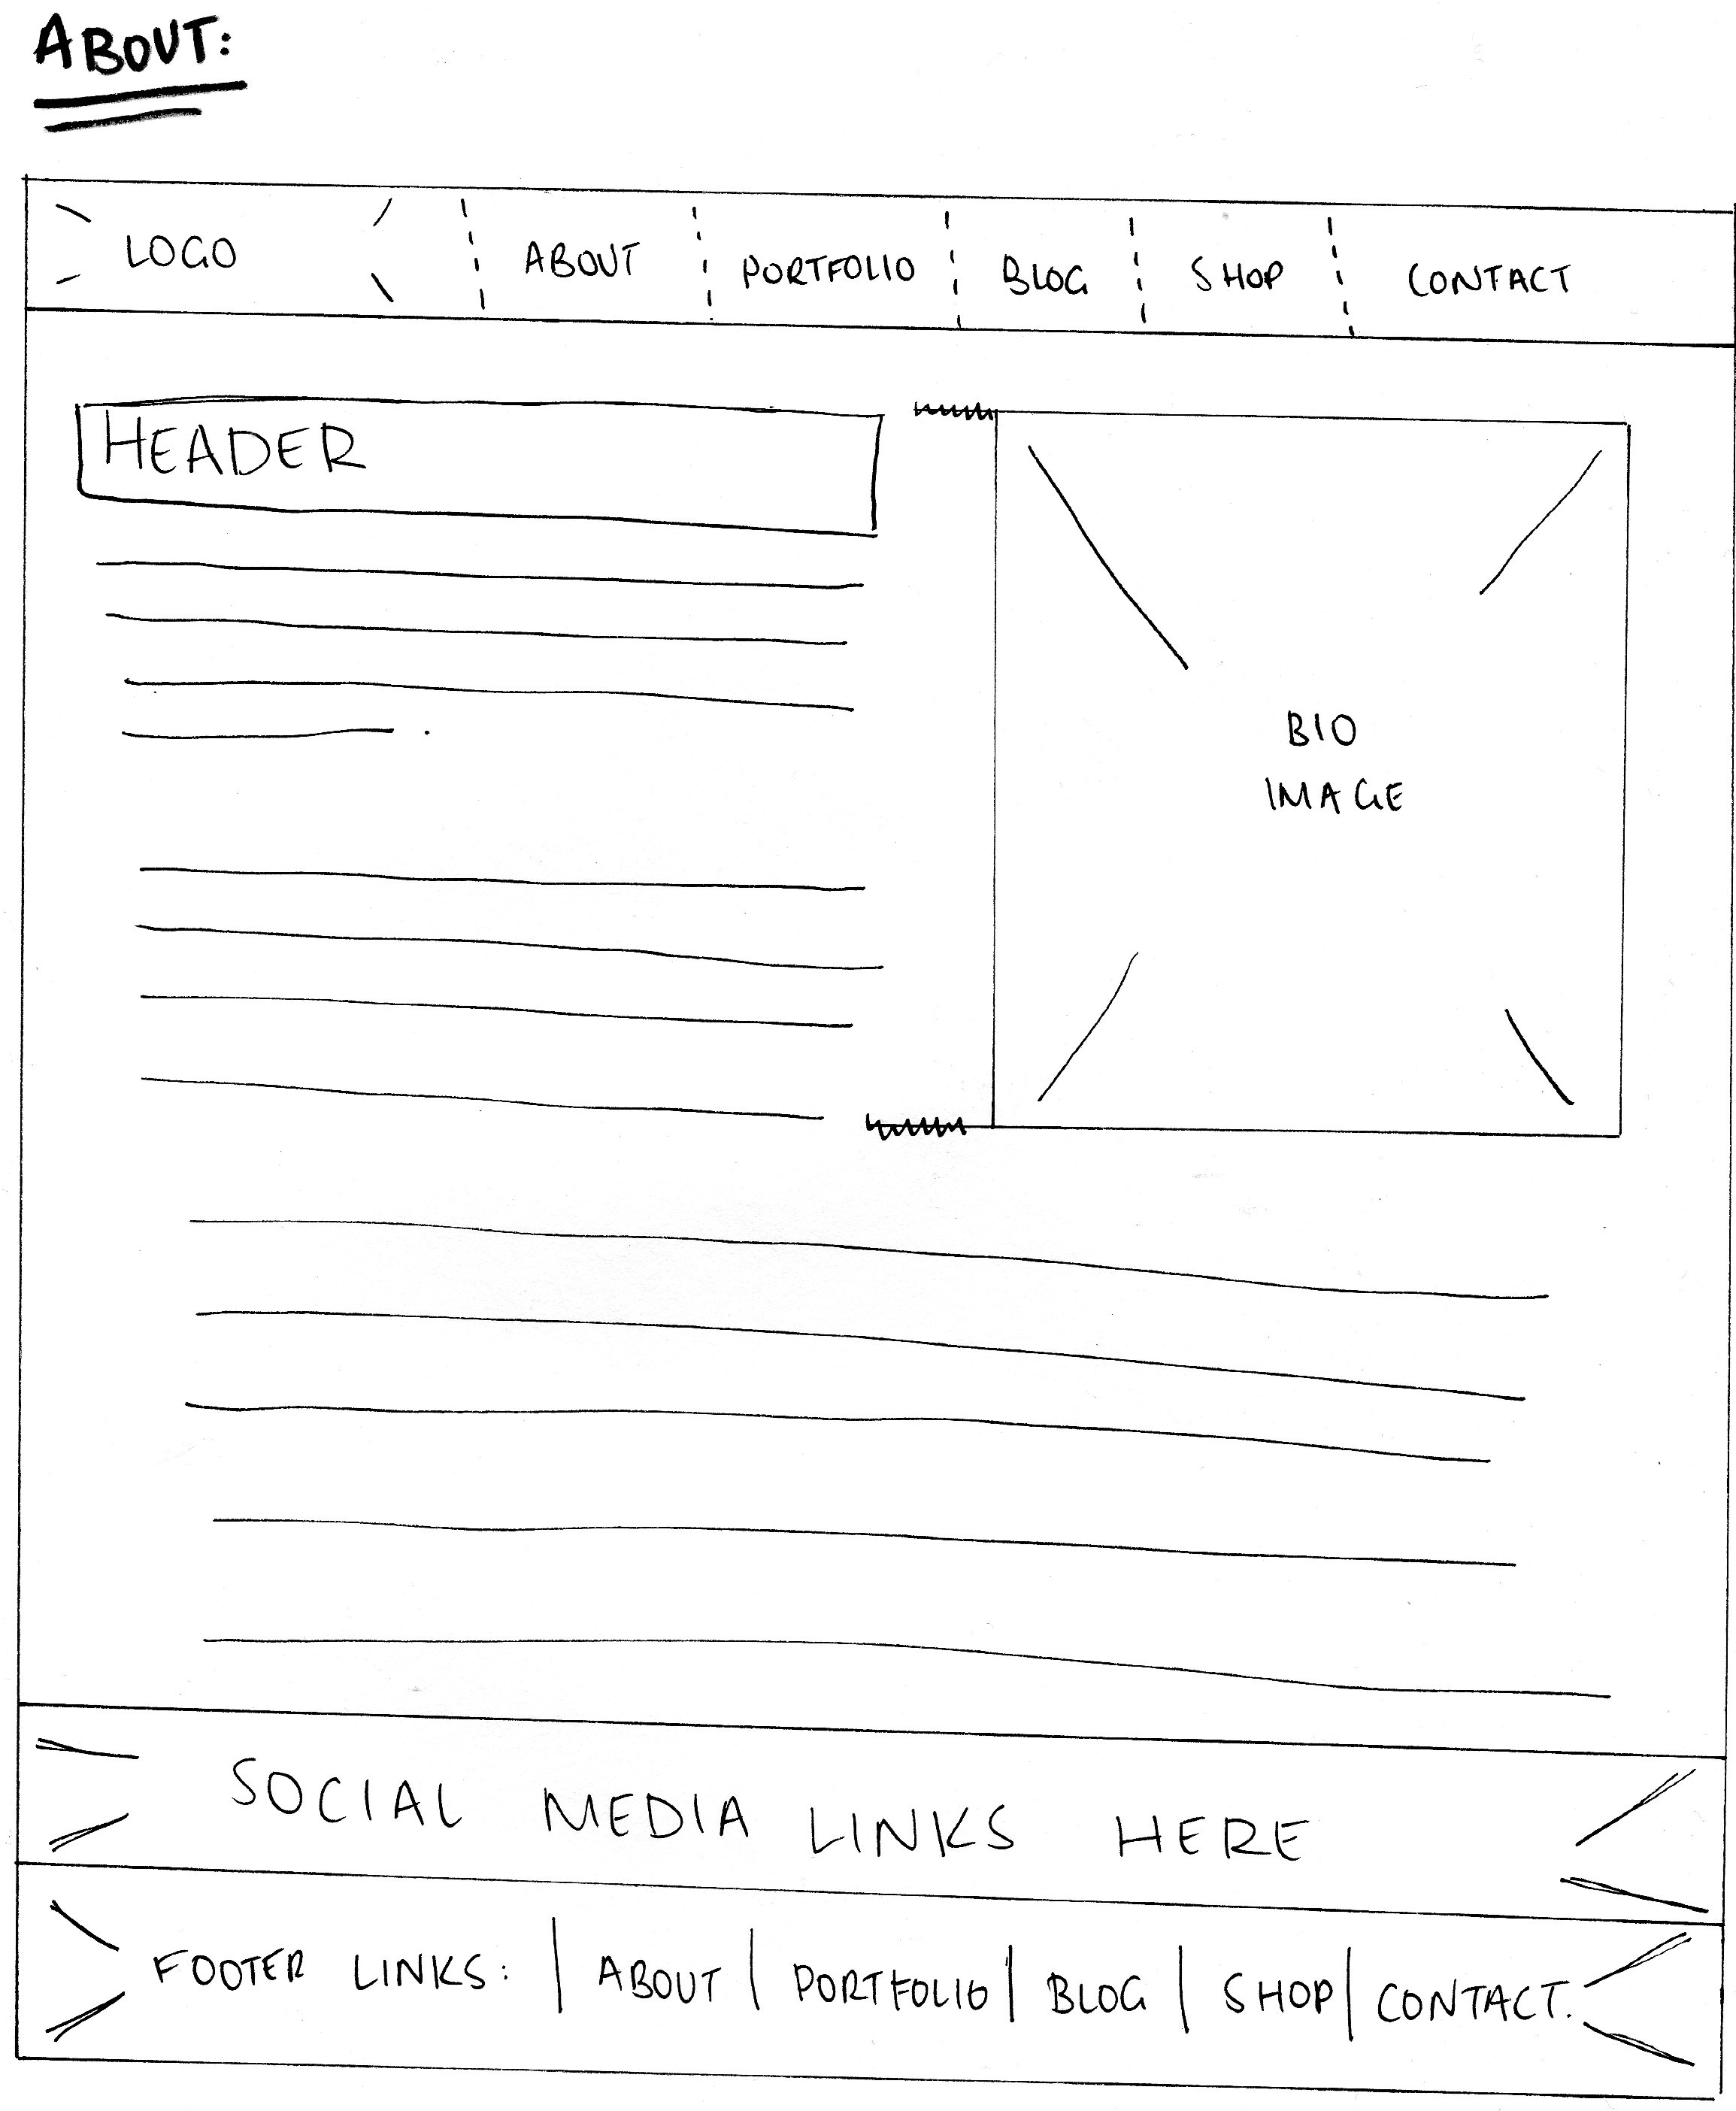 ABOUT:
LOGO ABOUT PORTFOLIO BLOG SHOP CONTACT
HEADER
BIO
IMAGE
SOCIAL MEDIA LINKS HERE
FOOTER LINKS: | ABOUT | PORTFOLIO | BLOG | SHOP | CONTACT.